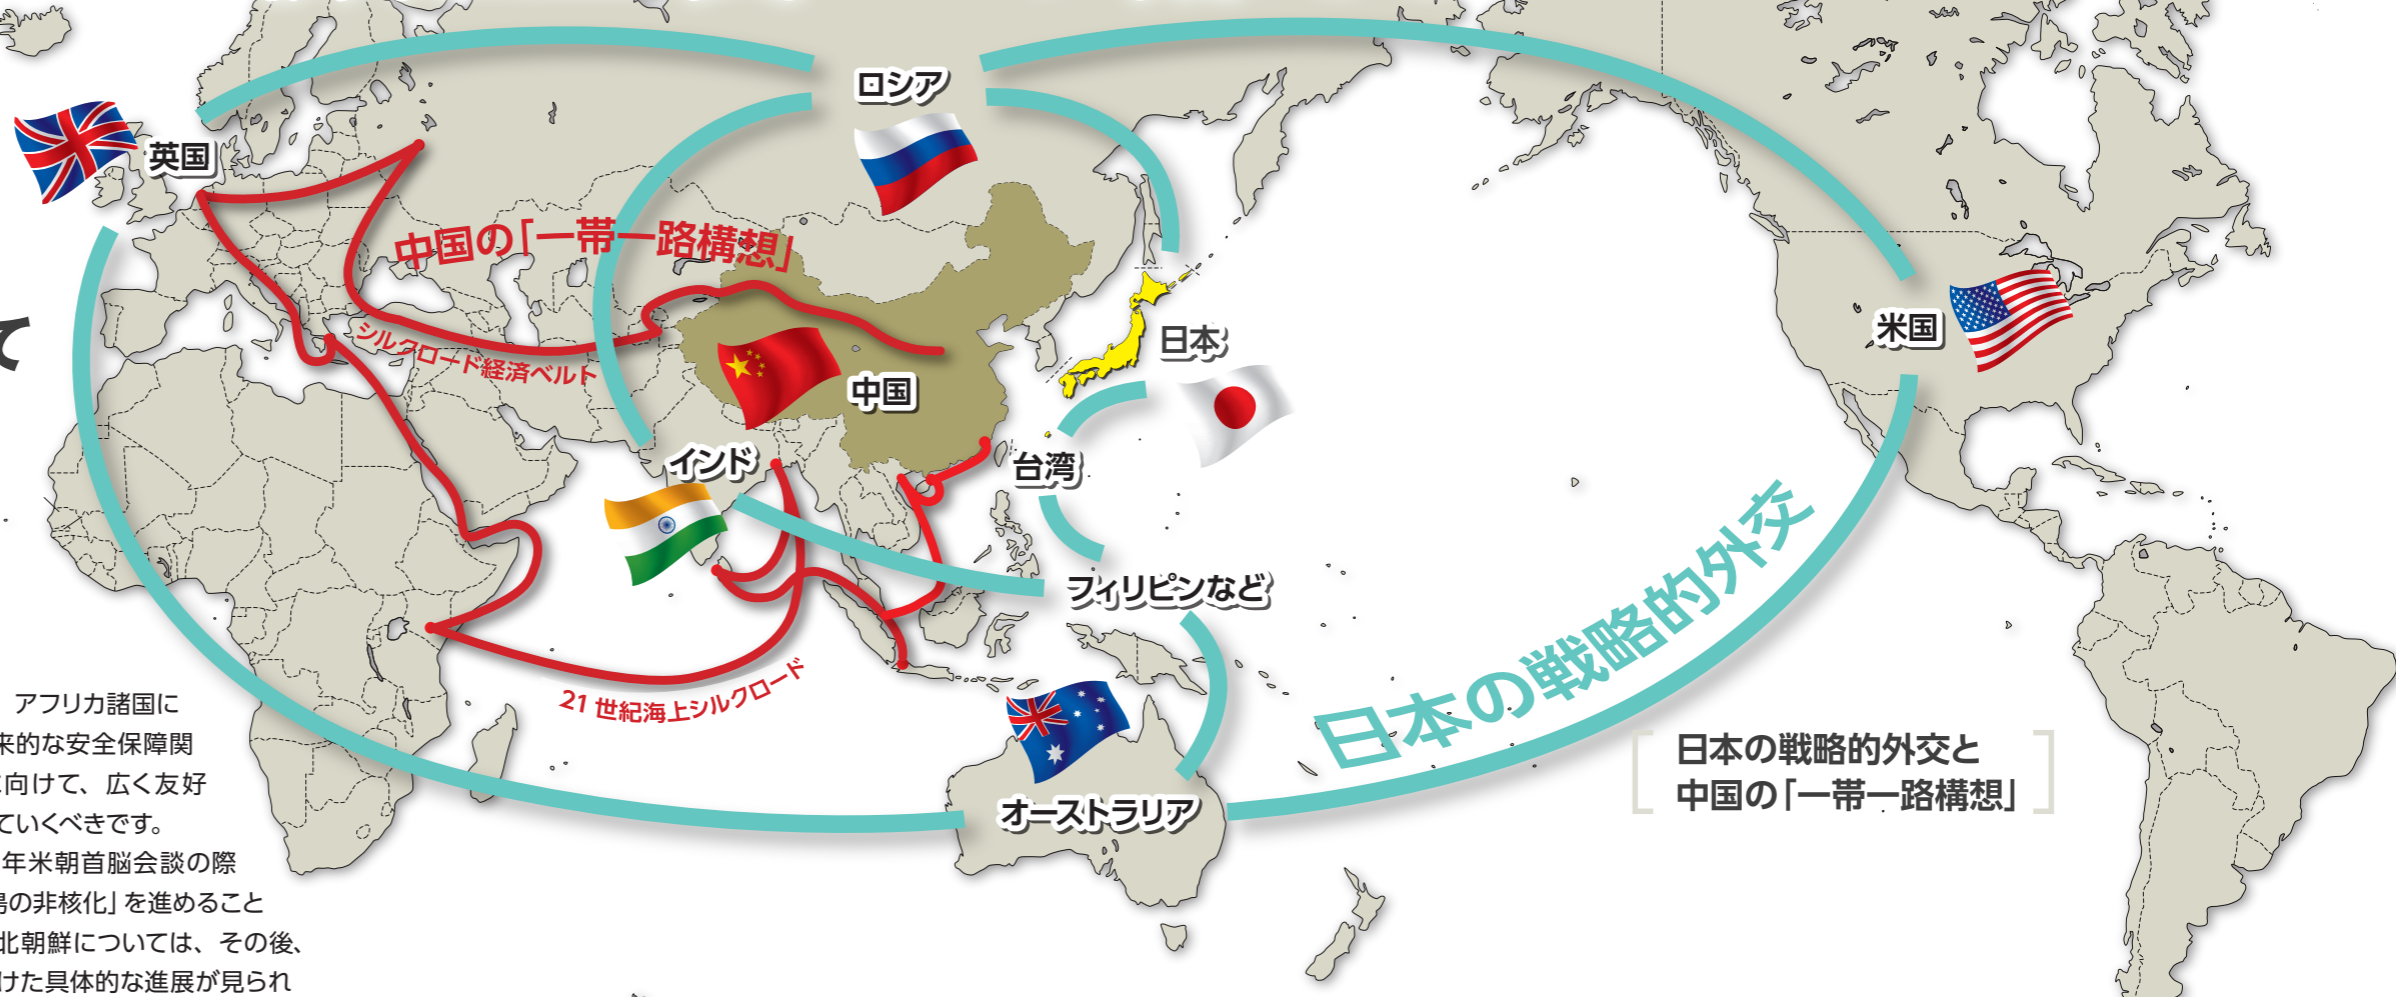 ロシア
英国
中国の「一帯一路構想」
シルクロード経済ベルト
日本
米国
中国
インド
台湾
フィリピンなど
21 世紀海上シルクロード
日本の戦略的外交
オーストラリア
日本の戦略的外交と
中国の「一帯一路構想」
て
アフリカ諸国に
来的な安全保障関
に向けて、広く友好
ていくべきです。
年米朝首脳会談の際
島の非核化」を進めること
北朝鮮については、その後、
けた具体的な進展が見られ